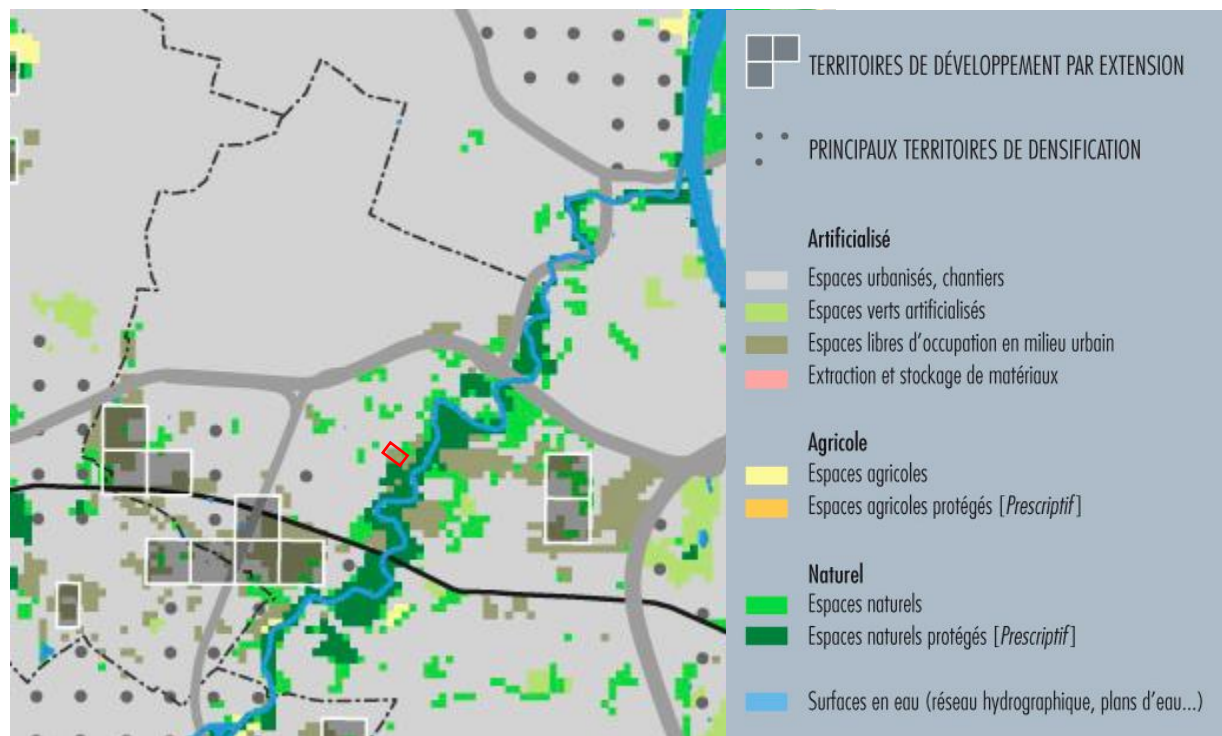 TERRITOIRES DE DÉVELOPPEMENT PAR EXTENSION
PRINCIPAUX TERRITOIRES DE DENSIFICATION
Artificialisé
Espaces urbanisés, chantiers
Espaces verts artificialisés
Espaces libres d'occupation en milieu urbain
Extraction et stockage de matériaux
Agricole
Espaces agricoles
Espaces agricoles protégés [Prescriptif]
Naturel
Espaces naturels
Espaces naturels protégés [Prescriptif]
Surfaces en eau (réseau hydrographique, plans d'eau...)